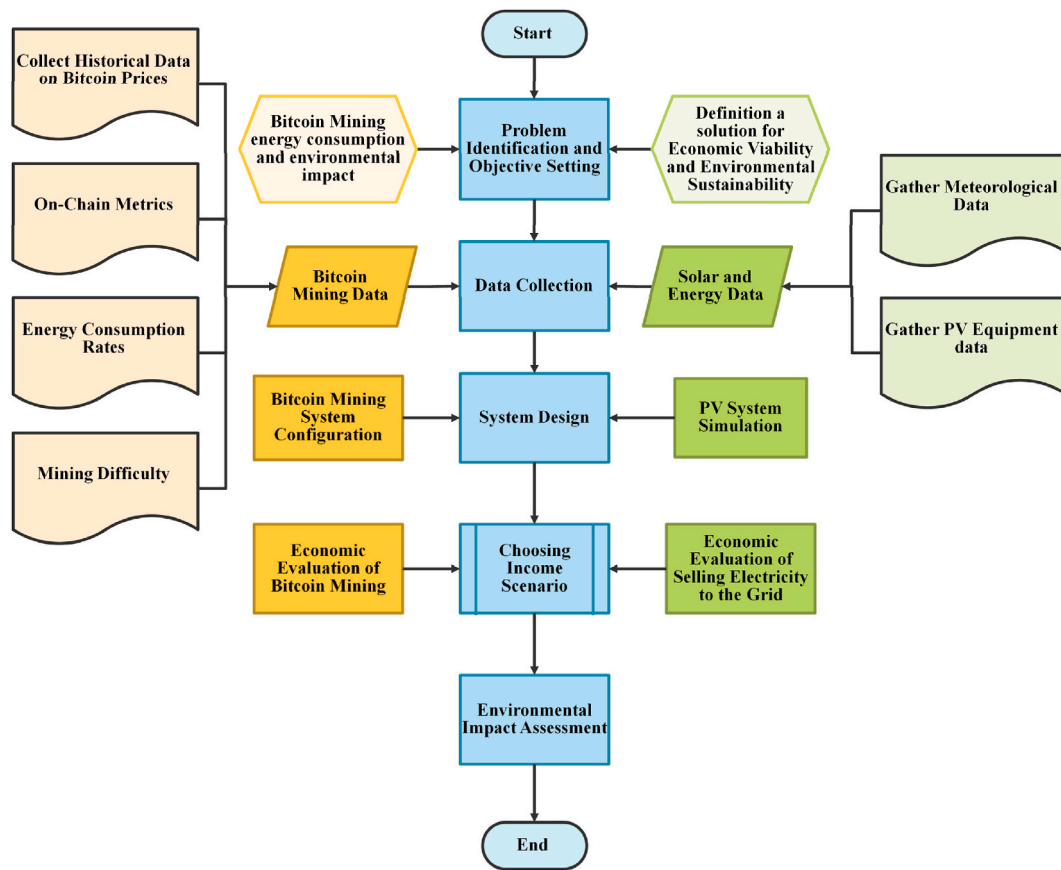 Start
Collect Historical Data
on Bitcoin Prices
Bitcoin Mining
energy consumption
and environmental
impact
Problem
Identification and
Objective Setting
Definition a
solution for
Economic Viability
and Environmental
Sustainability
On-Chain Metrics
Gather Meteorological
Data
Bitcoin
Mining Data
Data Collection
Solar and
Energy Data
Energy Consumption
Rates
Gather PV Equipment
data
Bitcoin Mining
System
Configuration
System Design
PV System
Simulation
Mining Difficulty
Economic
Evaluation of
Bitcoin Mining
Choosing
Income
Scenario
Economic
Evaluation of
Selling Electricity
to the Grid
Environmental
Impact Assessment
End